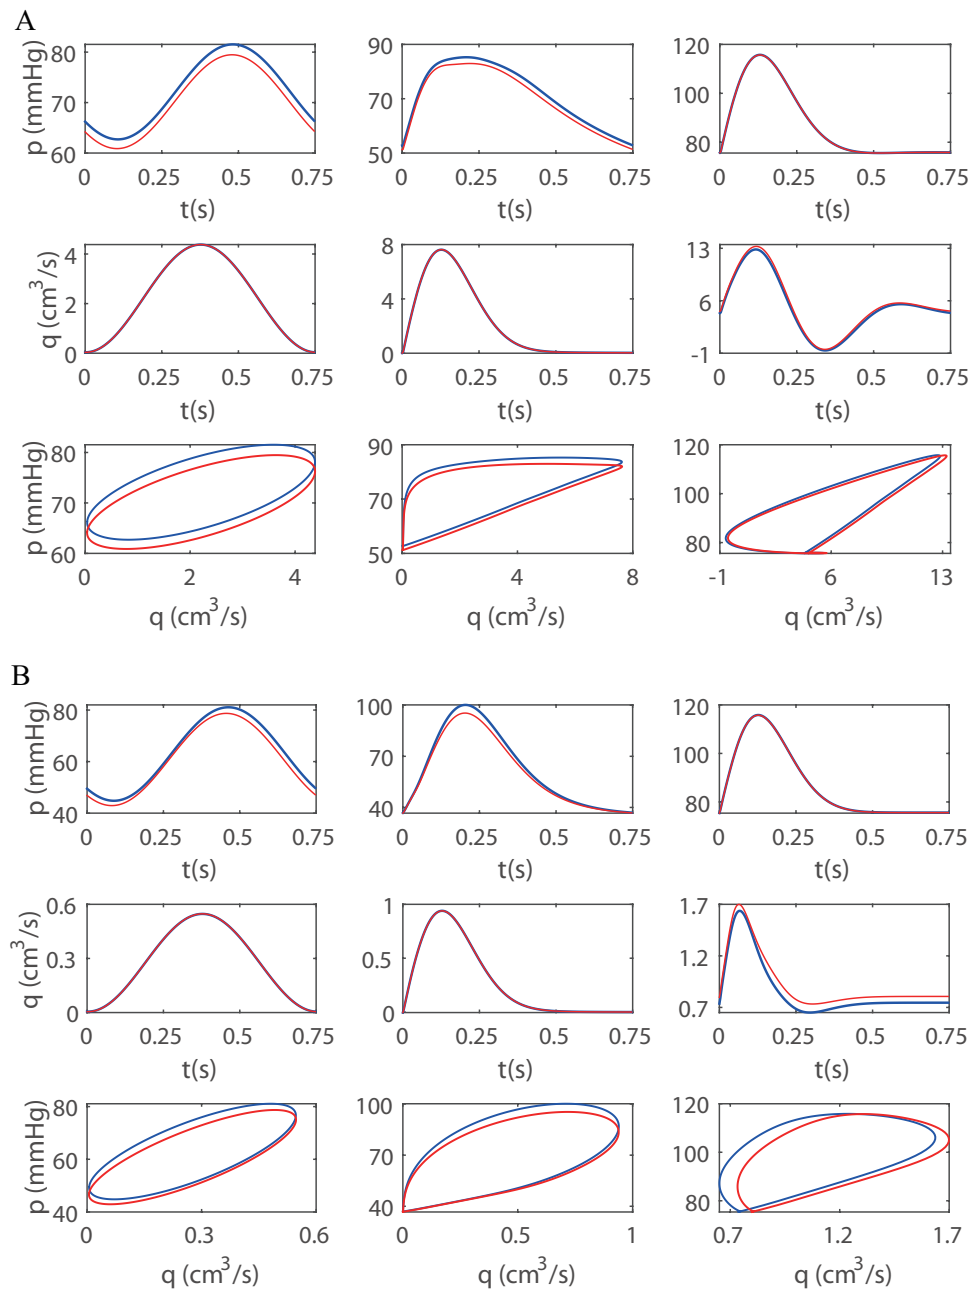 A
p (mmHg) 80 70 60 90 70 50 120 100 80
0 0.25 0.5 0.75 0 0.25 0.5 0.75 0 0.25 0.5 0.75
t(s) t(s) t(s)
q (cm³/s) 4 2 0 8 4 0 13 6 -1
0 0.25 0.5 0.75 0 0.25 0.5 0.75 0 0.25 0.5 0.75
t(s) t(s) t(s)
p (mmHg) 80 70 60 90 70 50 120 100 80
0 2 4 0 4 8 -1 6 13
q (cm³/s) q (cm³/s) q (cm³/s)
B
p (mmHg) 80 60 40 100 70 40 120 100 80
0 0.25 0.5 0.75 0 0.25 0.5 0.75 0 0.25 0.5 0.75
t(s) t(s) t(s)
q (cm³/s) 0.6 0.3 0 1 0.5 0 1.7 1.2 0.7
0 0.25 0.5 0.75 0 0.25 0.5 0.75 0 0.25 0.5 0.75
t(s) t(s) t(s)
p (mmHg) 80 60 40 100 70 40 120 100 80
0 0.3 0.6 0 0.5 1 0.7 1.2 1.7
q (cm³/s) q (cm³/s) q (cm³/s)